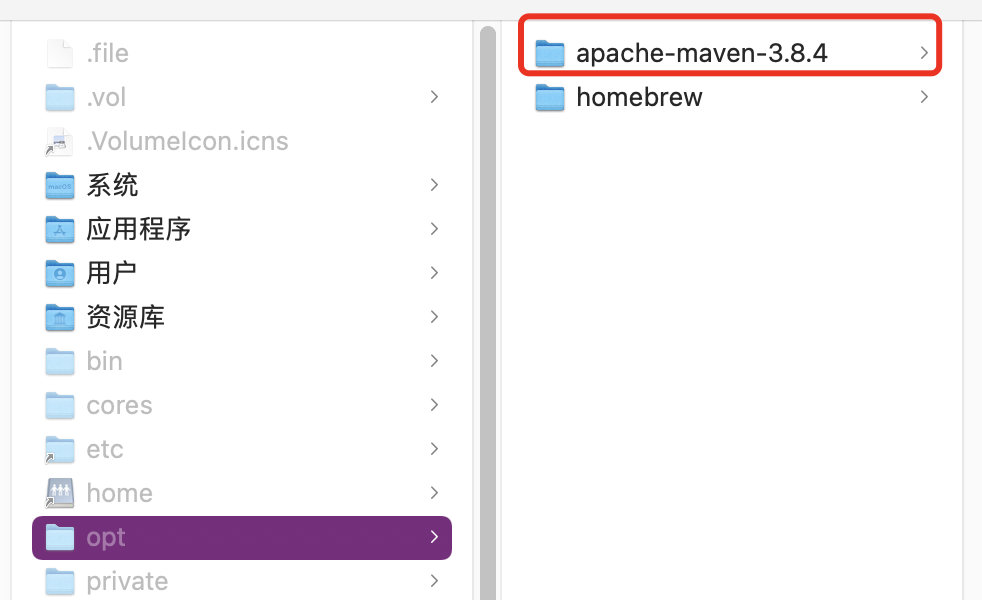 .file
.vol
.VolumeIcon.icns
macOS
系统
应用程序
用户
资源库
bin
cores
etc
home
opt
private
apache-maven-3.8.4
homebrew